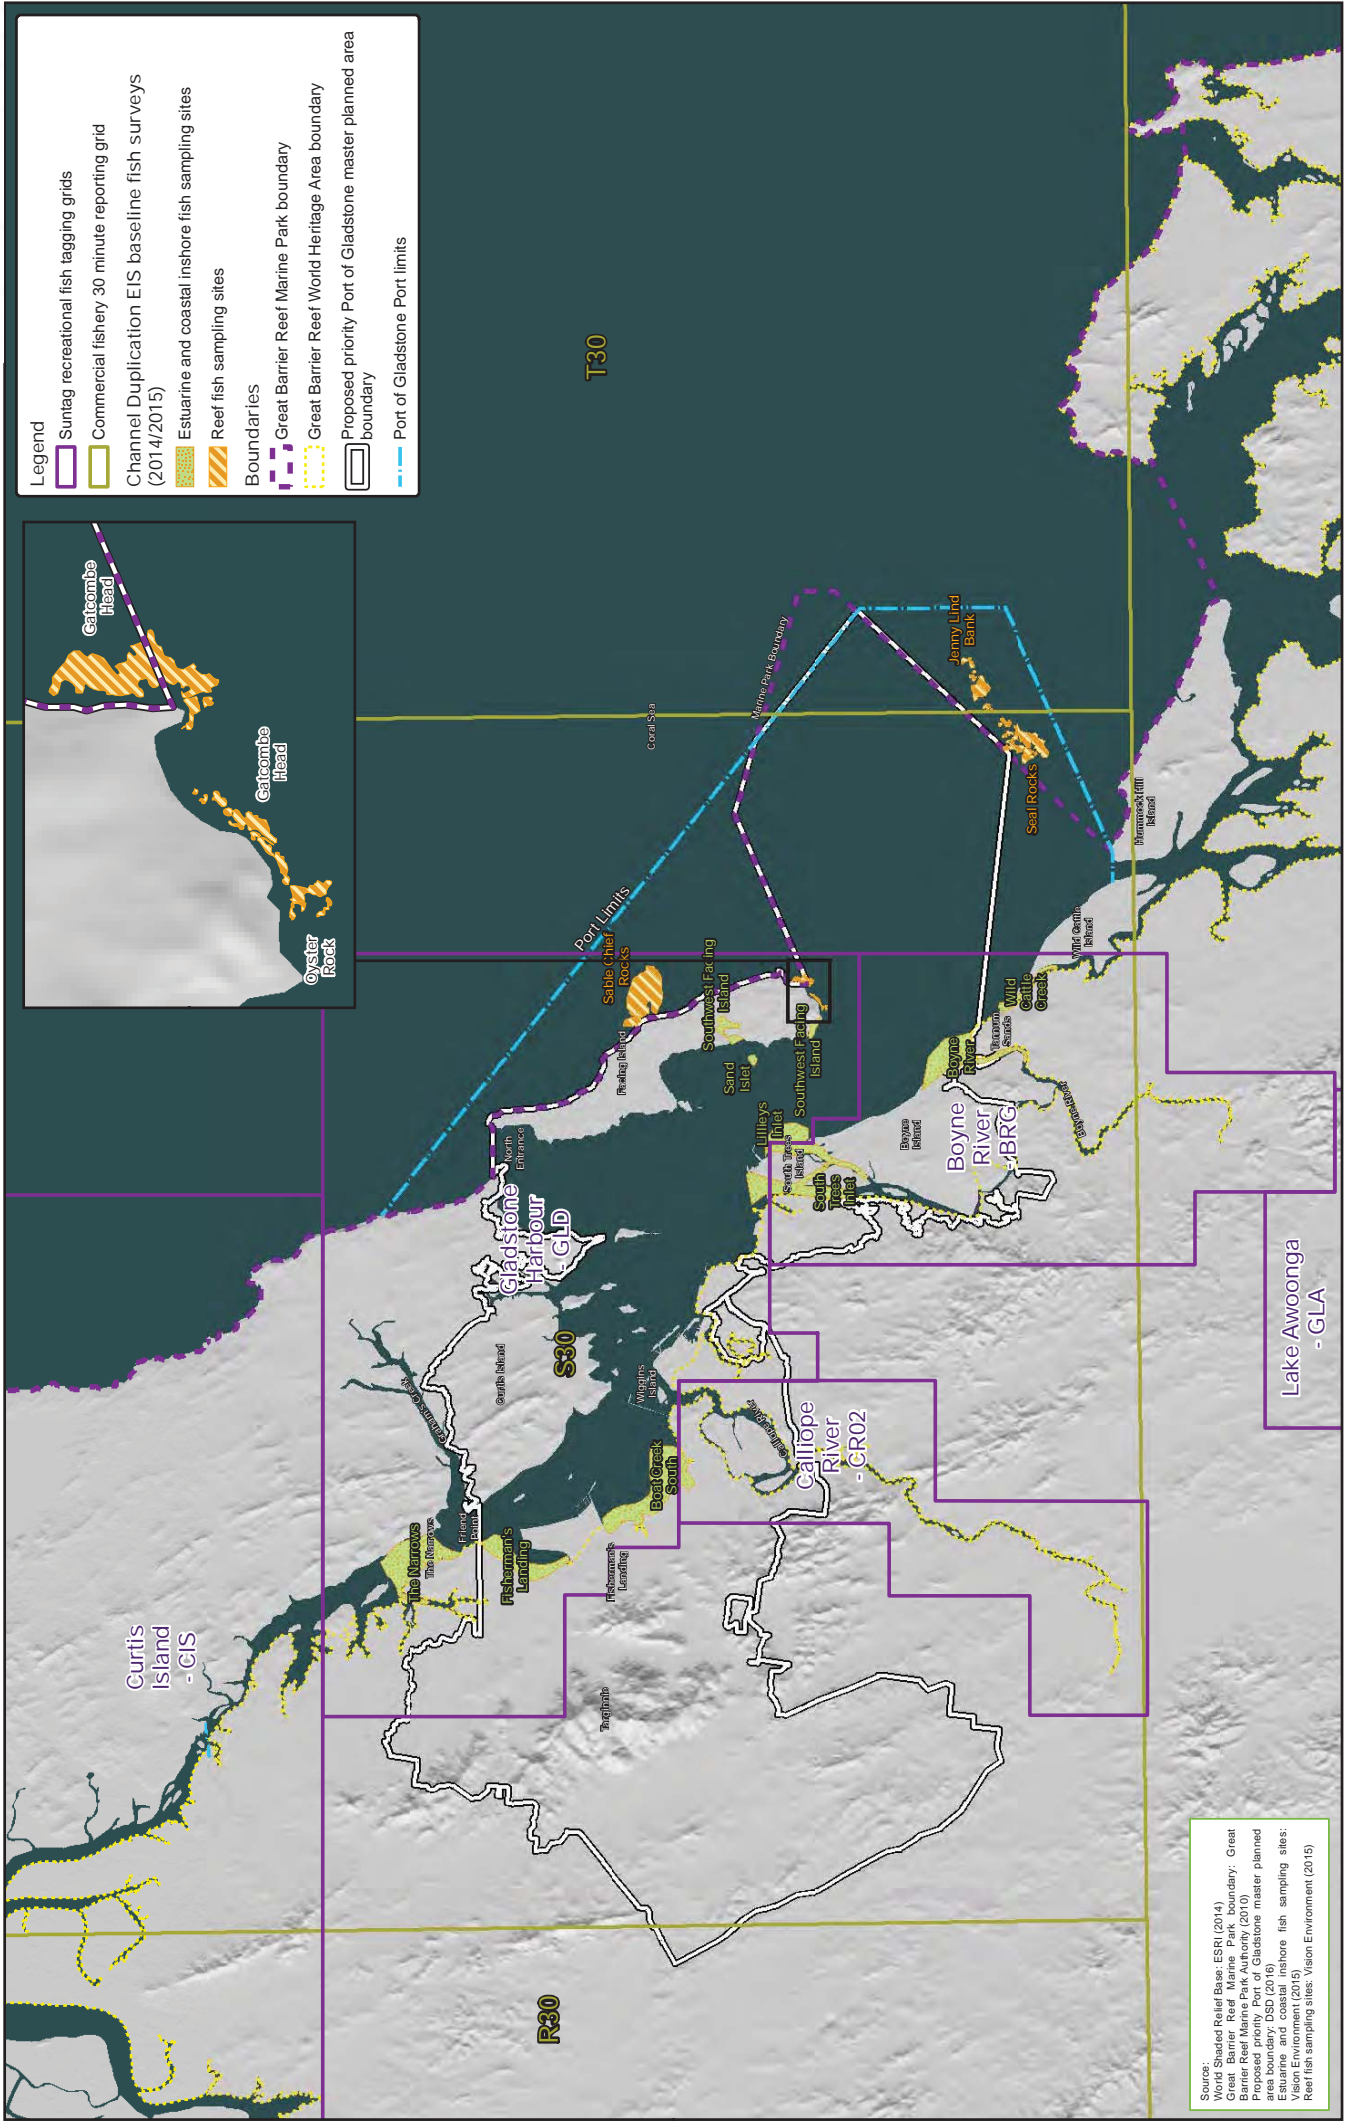 Legend
Suntag recreational fish tagging grids
Commercial fishery 30 minute reporting grid
Channel Duplication EIS baseline fish surveys
(2014/2015)
Estuarine and coastal inshore fish sampling sites
Reef fish sampling sites
Boundaries
Great Barrier Reef Marine Park boundary
Great Barrier Reef World Heritage Area boundary
Proposed priority Port of Gladstone master planned area
boundary
Port of Gladstone Port limits
Gatcombe
Head
Gatcombe
Head
Oyster
Rock
T30
Coral Sea
Marine Park Boundary
Port Limits
Jenny Lind
Bank
Seal Rocks
Hummock Hill
Island
Wild Cattle
Island
Wild
Cattle
Creek
Tannum
Sands
Sable Chief
Rocks
Facing Island
Southwest Facing
Island
Sand
Islet
Southwest Facing
Island
Lilleys
Inlet
South Trees
Island
South
Trees
Inlet
Boyne
Island
Boyne
River
Boyne
River
- BRG
Boyne River
North
Entrance
Gladstone
Harbour
- GLD
S30
Curtis Island
Graham's Creek
Wiggins
Island
Calliope River
Calliope
River
- CR02
Lake Awoonga
- GLA
Boat Creek
South
Friend
Point
The Narrows
The Narrows
Fisherman's
Landing
Fisherman's
Landing
Targinnie
Curtis
Island
- CIS
R30
Source:
World Shaded Relief Base: ESRI (2014)
Great Barrier Reef Marine Park boundary: Great
Barrier Reef Marine Park Authority (2010)
Proposed priority Port of Gladstone master planned
area boundary: DSD (2016)
Estuarine and coastal inshore fish sampling sites:
Vision Environment (2015)
Reef fish sampling sites: Vision Environment (2015)